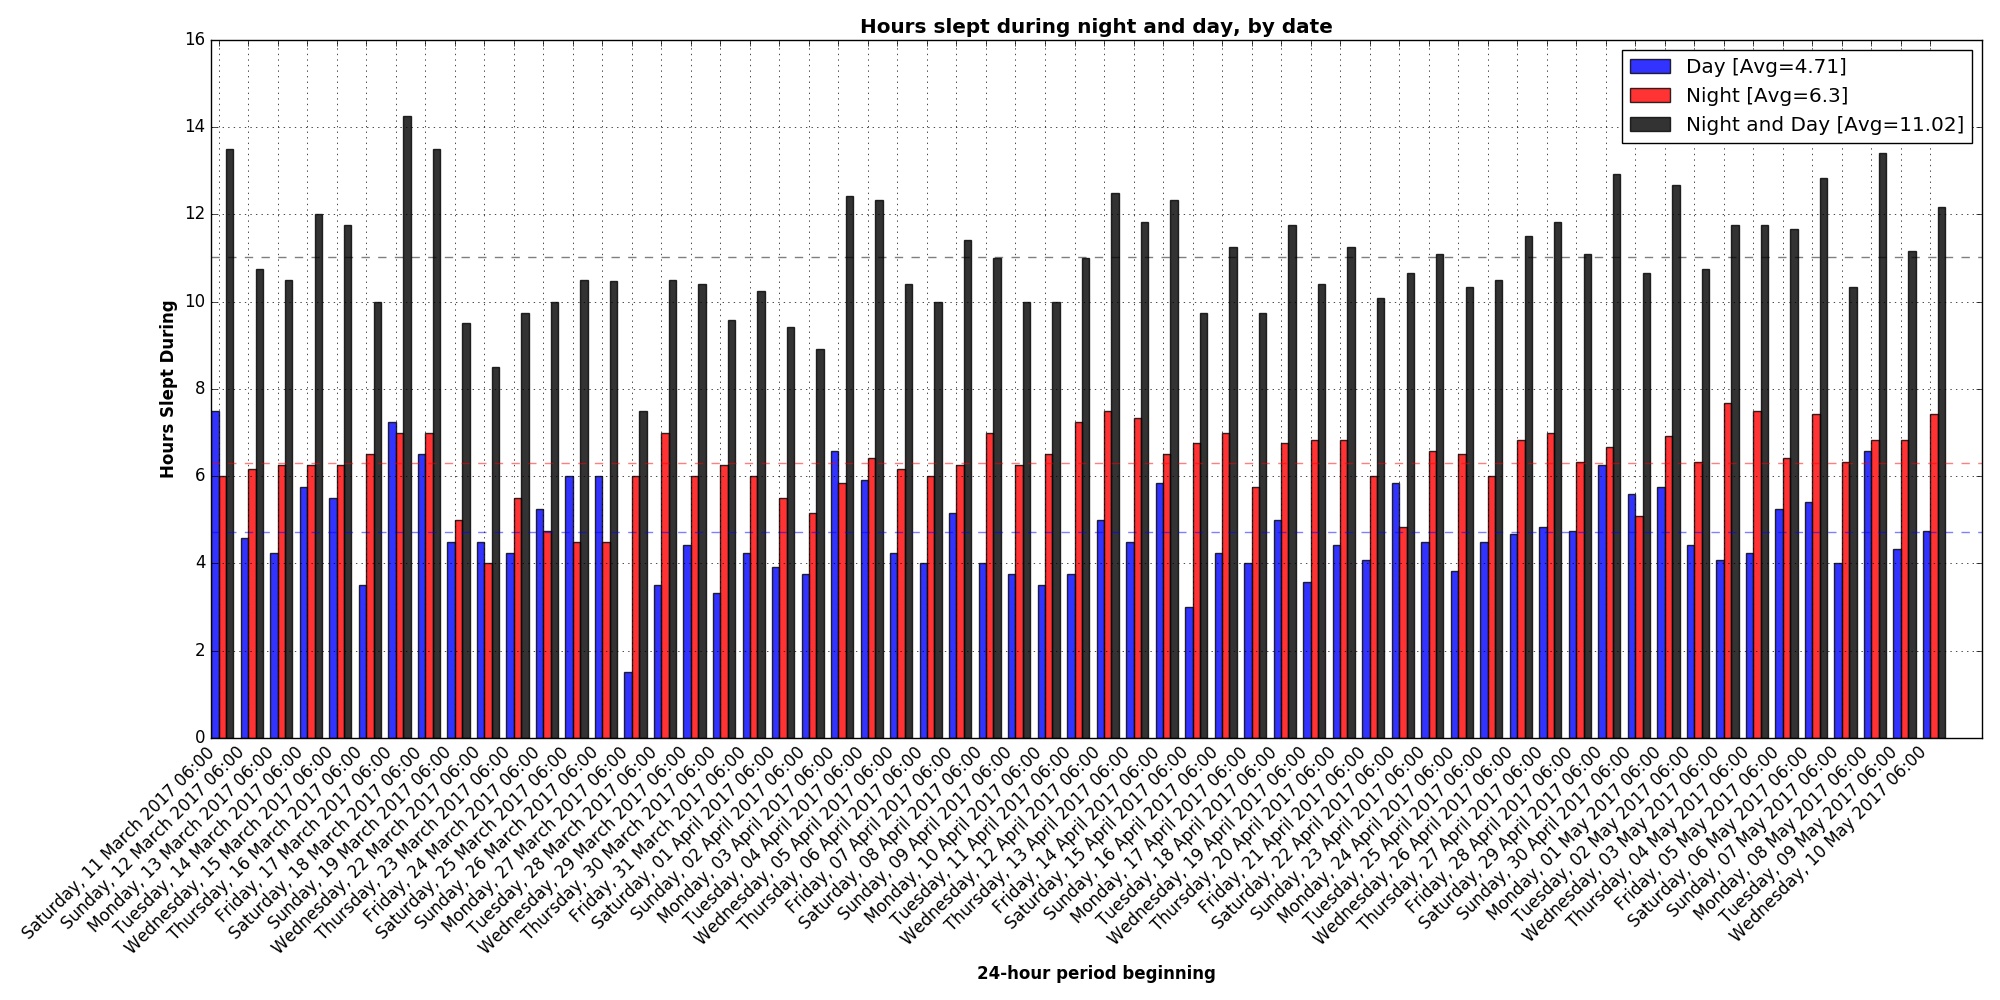 Hours slept during night and day, by date
16
14
12
10
8
6
4
2
0
Hours Slept During
Day [Avg=4.71]
Night [Avg=6.3]
Night and Day [Avg=11.02]
Saturday, 11 March 2017 06:00
Sunday, 12 March 2017 06:00
Monday, 13 March 2017 06:00
Tuesday, 14 March 2017 06:00
Wednesday, 15 March 2017 06:00
Thursday, 16 March 2017 06:00
Friday, 17 March 2017 06:00
Saturday, 18 March 2017 06:00
Sunday, 19 March 2017 06:00
Wednesday, 22 March 2017 06:00
Thursday, 23 March 2017 06:00
Friday, 24 March 2017 06:00
Saturday, 25 March 2017 06:00
Sunday, 26 March 2017 06:00
Monday, 27 March 2017 06:00
Tuesday, 28 March 2017 06:00
Wednesday, 29 March 2017 06:00
Thursday, 30 March 2017 06:00
Friday, 31 March 2017 06:00
Saturday, 01 April 2017 06:00
Sunday, 02 April 2017 06:00
Monday, 03 April 2017 06:00
Tuesday, 04 April 2017 06:00
Wednesday, 05 April 2017 06:00
Thursday, 06 April 2017 06:00
Friday, 07 April 2017 06:00
Saturday, 08 April 2017 06:00
Sunday, 09 April 2017 06:00
Monday, 10 April 2017 06:00
Tuesday, 11 April 2017 06:00
Wednesday, 12 April 2017 06:00
Thursday, 13 April 2017 06:00
Friday, 14 April 2017 06:00
Saturday, 15 April 2017 06:00
Sunday, 16 April 2017 06:00
Monday, 17 April 2017 06:00
Tuesday, 18 April 2017 06:00
Wednesday, 19 April 2017 06:00
Thursday, 20 April 2017 06:00
Friday, 21 April 2017 06:00
Saturday, 22 April 2017 06:00
Sunday, 23 April 2017 06:00
Monday, 24 April 2017 06:00
Tuesday, 25 April 2017 06:00
Wednesday, 26 April 2017 06:00
Thursday, 27 April 2017 06:00
Friday, 28 April 2017 06:00
Saturday, 29 April 2017 06:00
Sunday, 30 April 2017 06:00
Monday, 01 May 2017 06:00
Tuesday, 02 May 2017 06:00
Wednesday, 03 May 2017 06:00
Thursday, 04 May 2017 06:00
Friday, 05 May 2017 06:00
Saturday, 06 May 2017 06:00
Sunday, 07 May 2017 06:00
Monday, 08 May 2017 06:00
Tuesday, 09 May 2017 06:00
Wednesday, 10 May 2017 06:00
24-hour period beginning